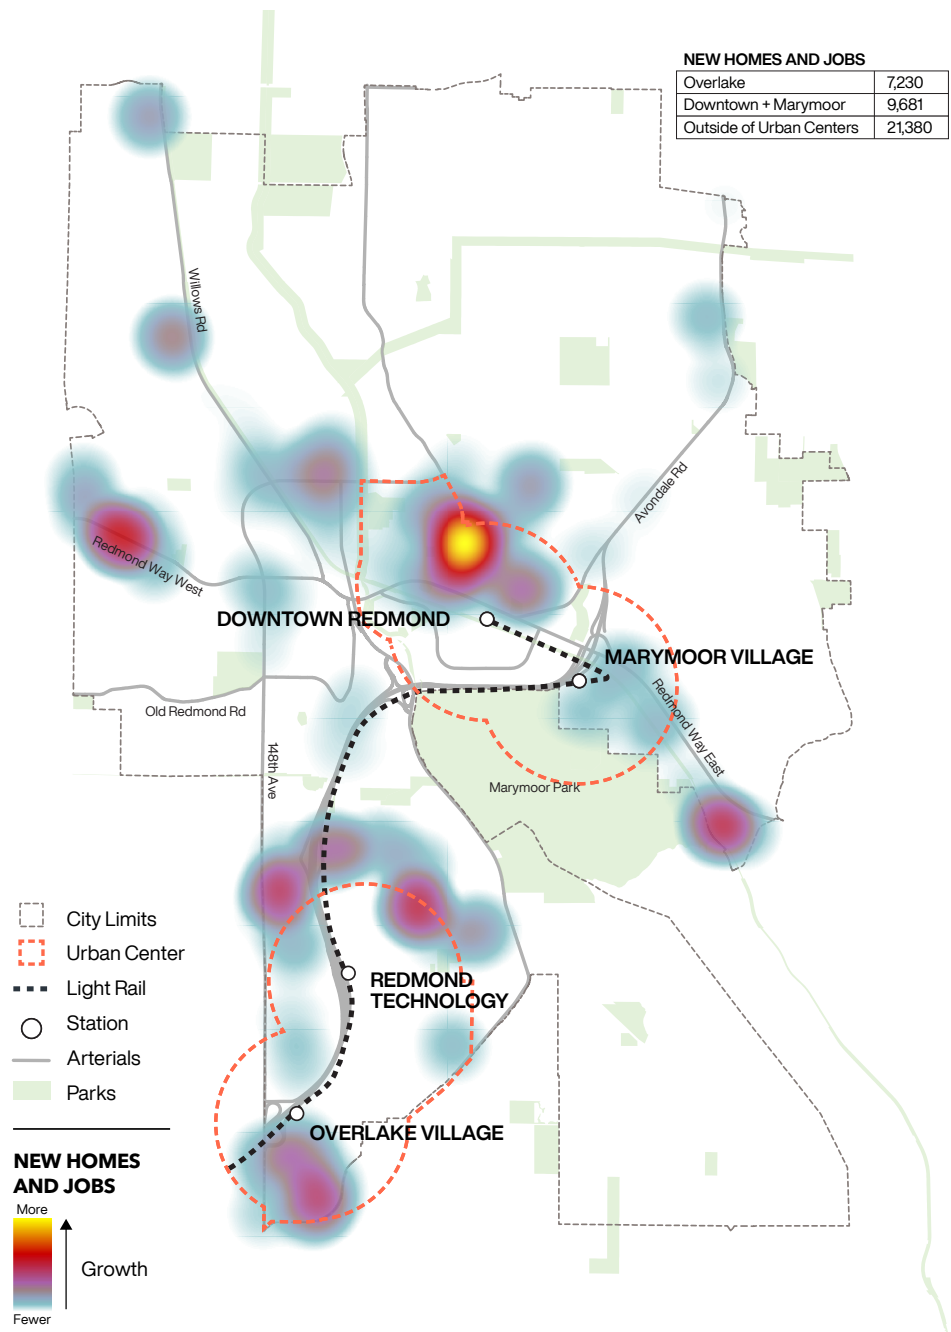 NEW HOMES AND JOBS
Overlake 7,230
Downtown + Marymoor 9,681
Outside of Urban Centers 21,380
Willows Rd
Avondale Rd
Redmond Way West
DOWNTOWN REDMOND
MARYMOOR VILLAGE
Old Redmond Rd
Redmond Way East
148th Ave
Marymoor Park
REDMOND
TECHNOLOGY
OVERLAKE VILLAGE
City Limits
Urban Center
Light Rail
Station
Arterials
Parks
NEW HOMES
AND JOBS
More
Growth
Fewer